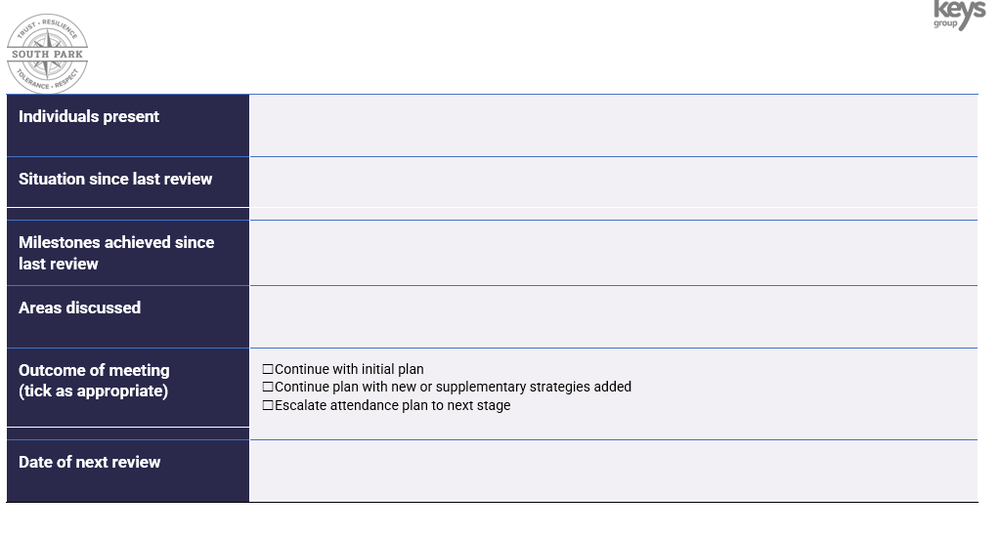 TRUST • RESILIENCE
SOUTH PARK
TOLERANCE • RESPECT
keys
group
Individuals present
Situation since last review
Milestones achieved since
last review
Areas discussed
Outcome of meeting
(tick as appropriate)
☐Continue with initial plan
☐Continue plan with new or supplementary strategies added
☐Escalate attendance plan to next stage
Date of next review